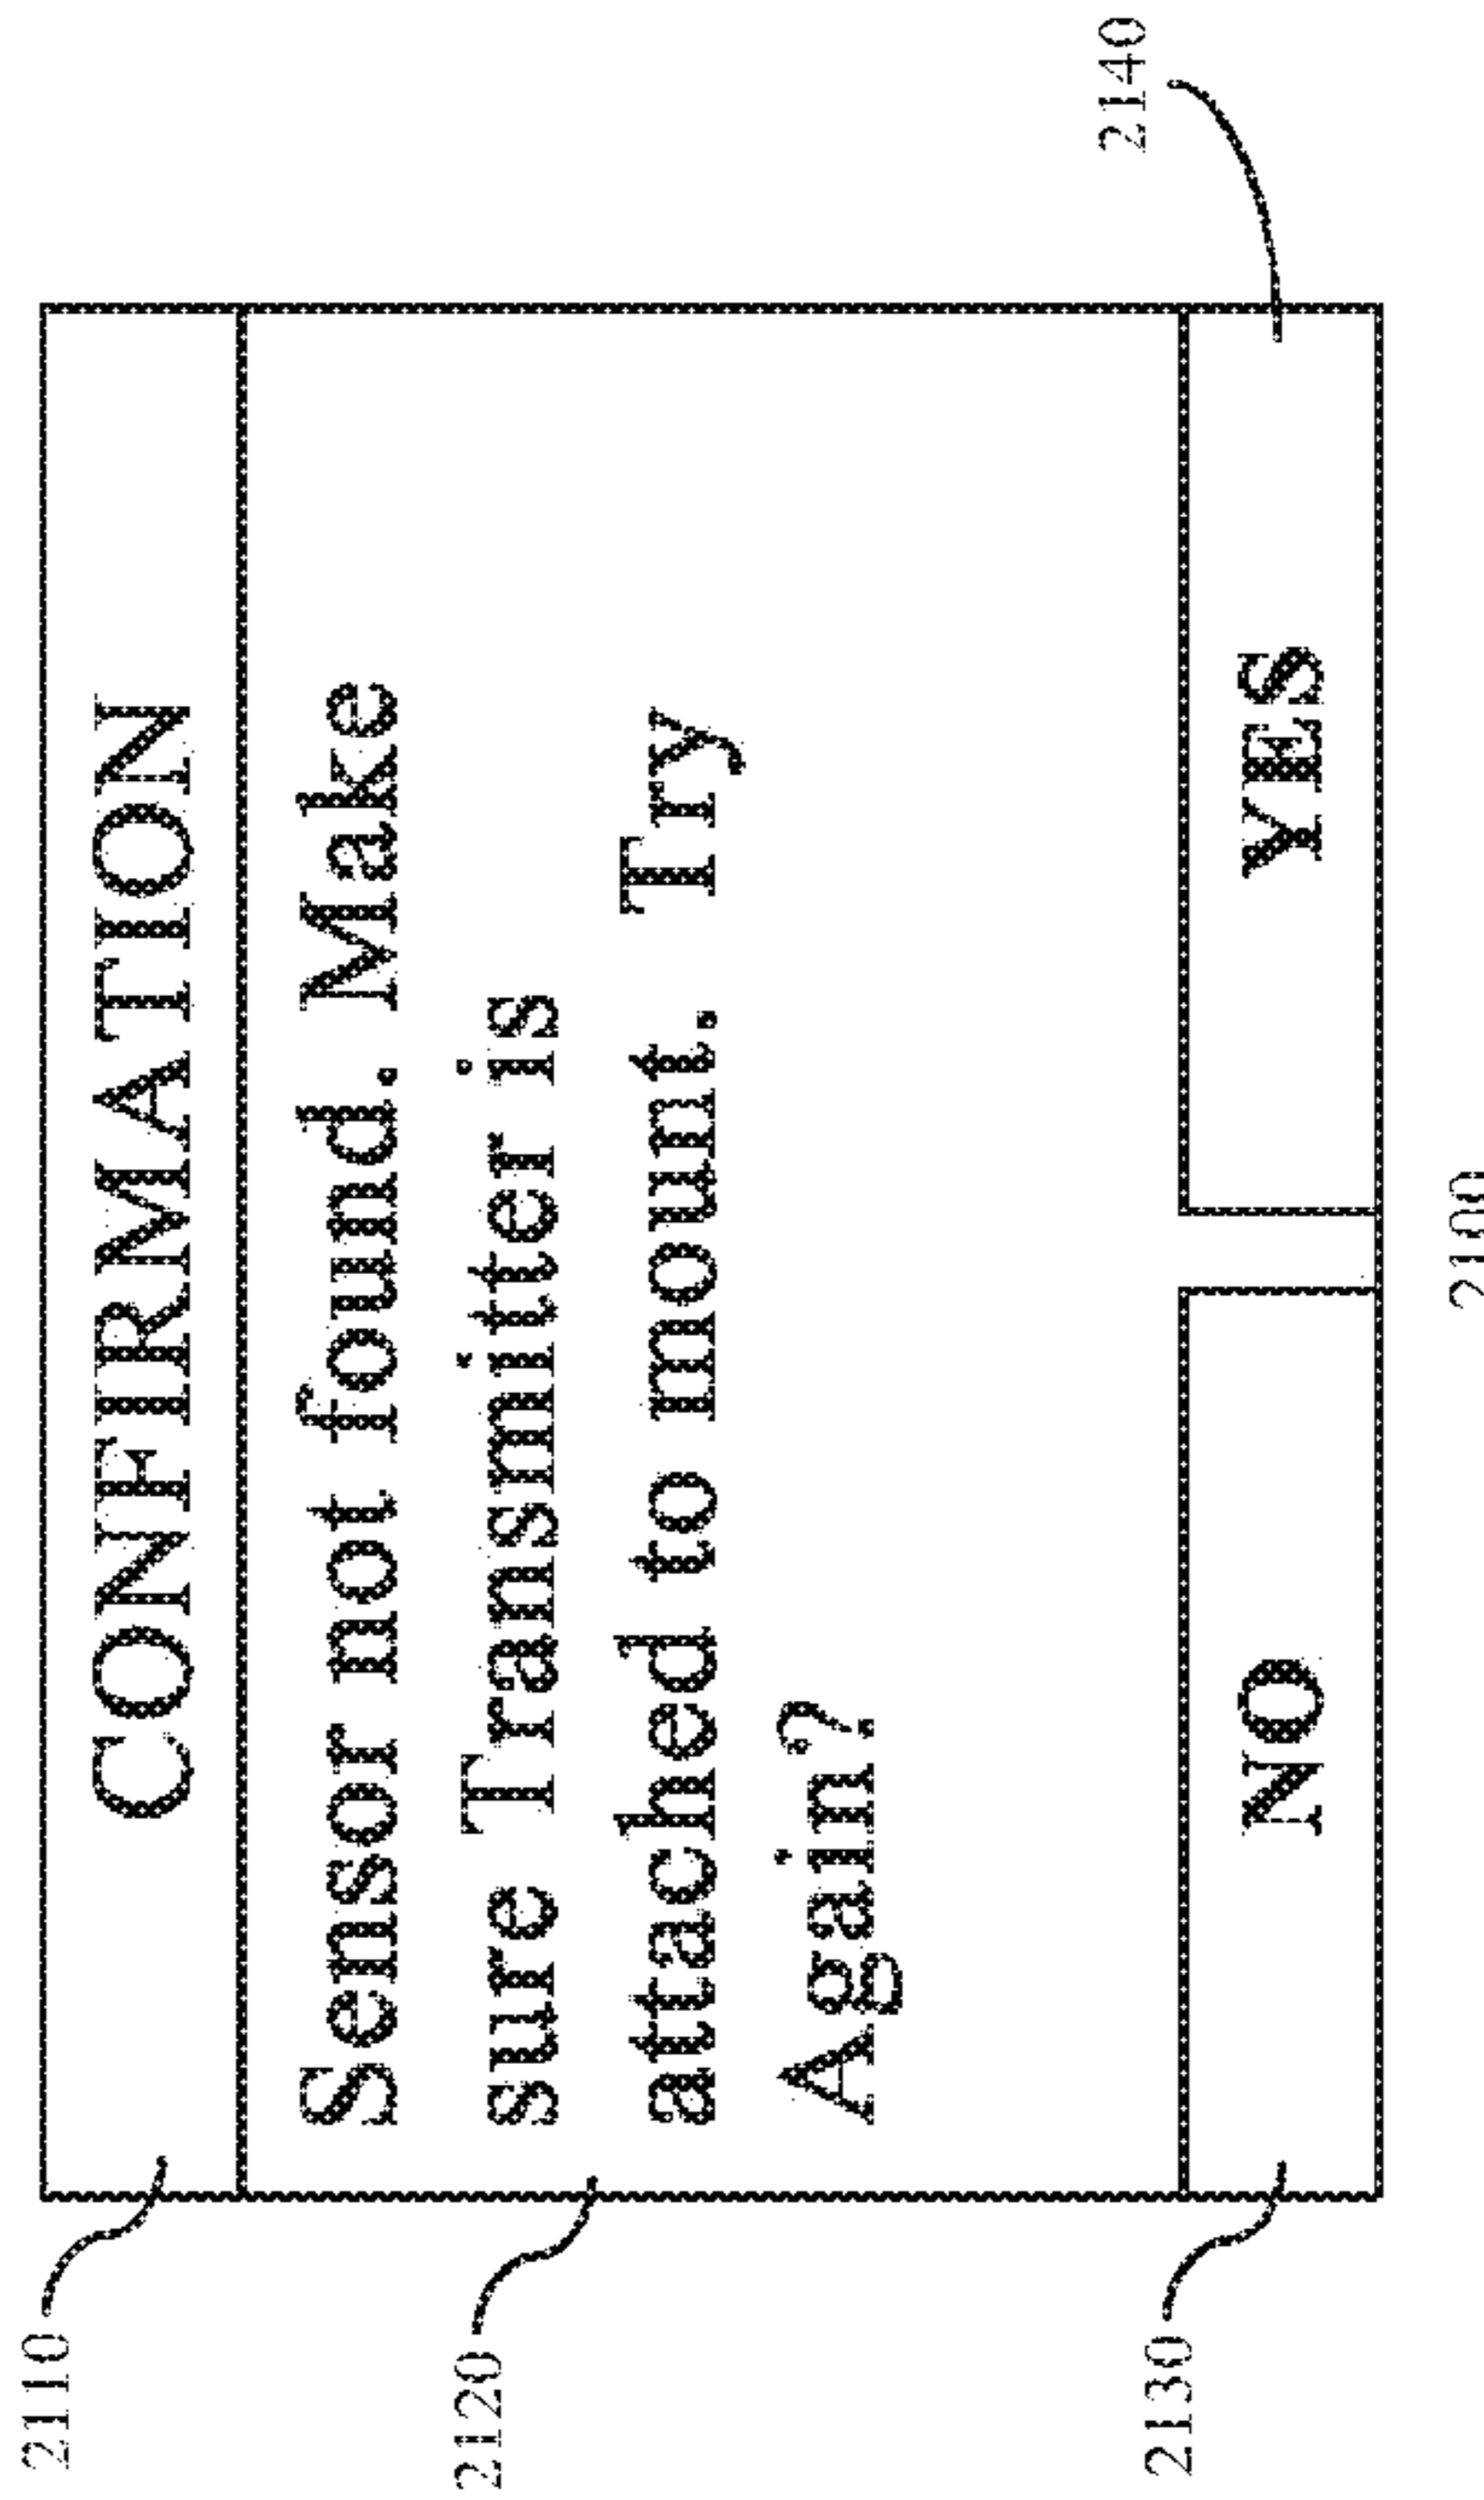 2110
CONFIRMATION
2120
Sensor not found. Make
sure Transmitter is
attached to mount. Try
Again?
2140
2130
NO
YES
2100